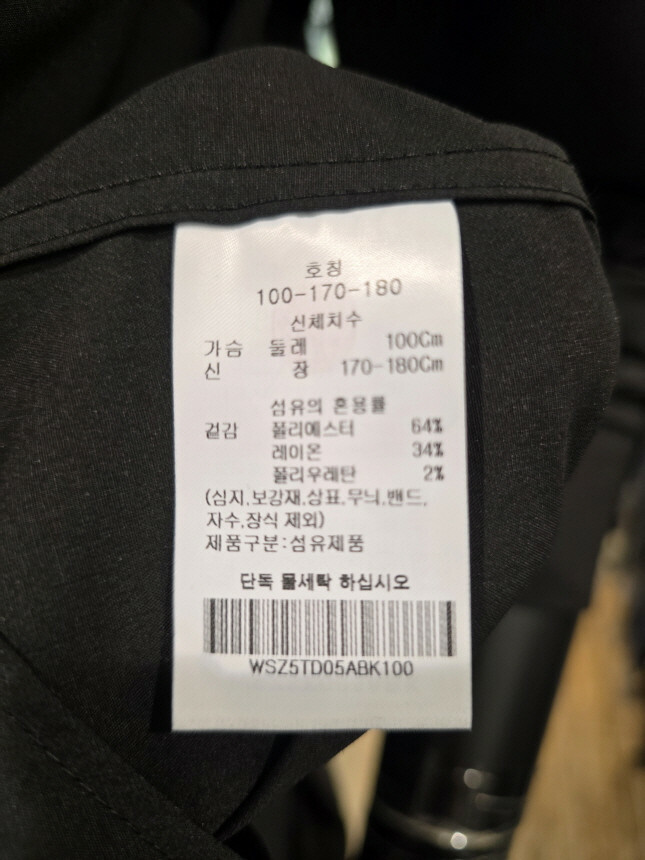 호칭
100-170-180
신체치수
가슴 둘레 100Cm
신 장 170-180Cm
섬유의 혼용률
겉감 폴리에스터 64%
레이온 34%
폴리우레탄 2%
(심지,보강재,상표,무늬,밴드,
자수,장식 제외)
제품구분:섬유제품
단독 물세탁 하십시오
WSZ5TD05ABK100